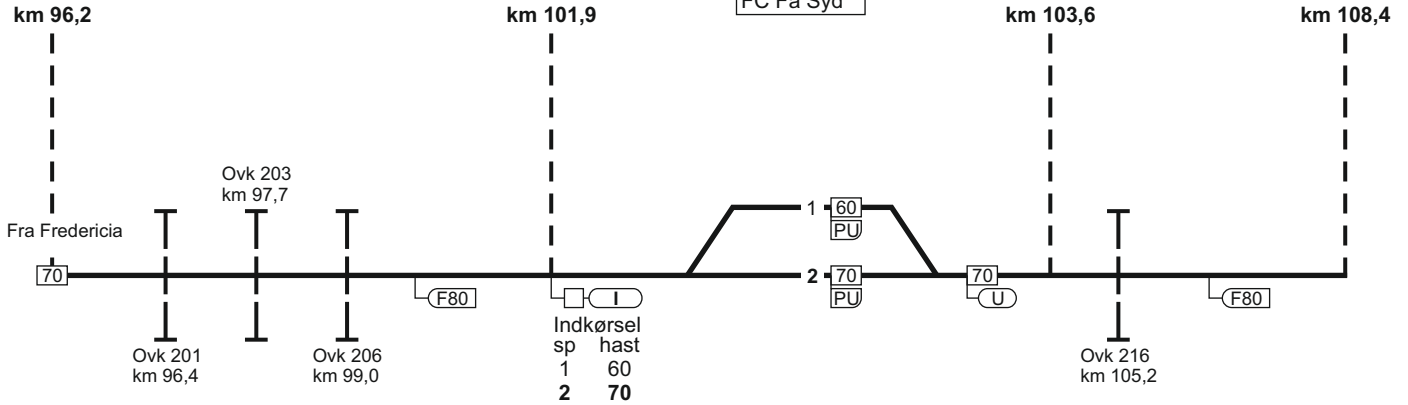 FC Fa Syd
km 96,2
km 101,9
km 103,6
km 108,4
Ovk 203
km 97,7
Fra Fredericia
1
60
PU
70
2
70
PU
70
F80
I
U
F80
Indkørsel
sp hast
1 60
2 70
Ovk 201
km 96,4
Ovk 206
km 99,0
Ovk 216
km 105,2